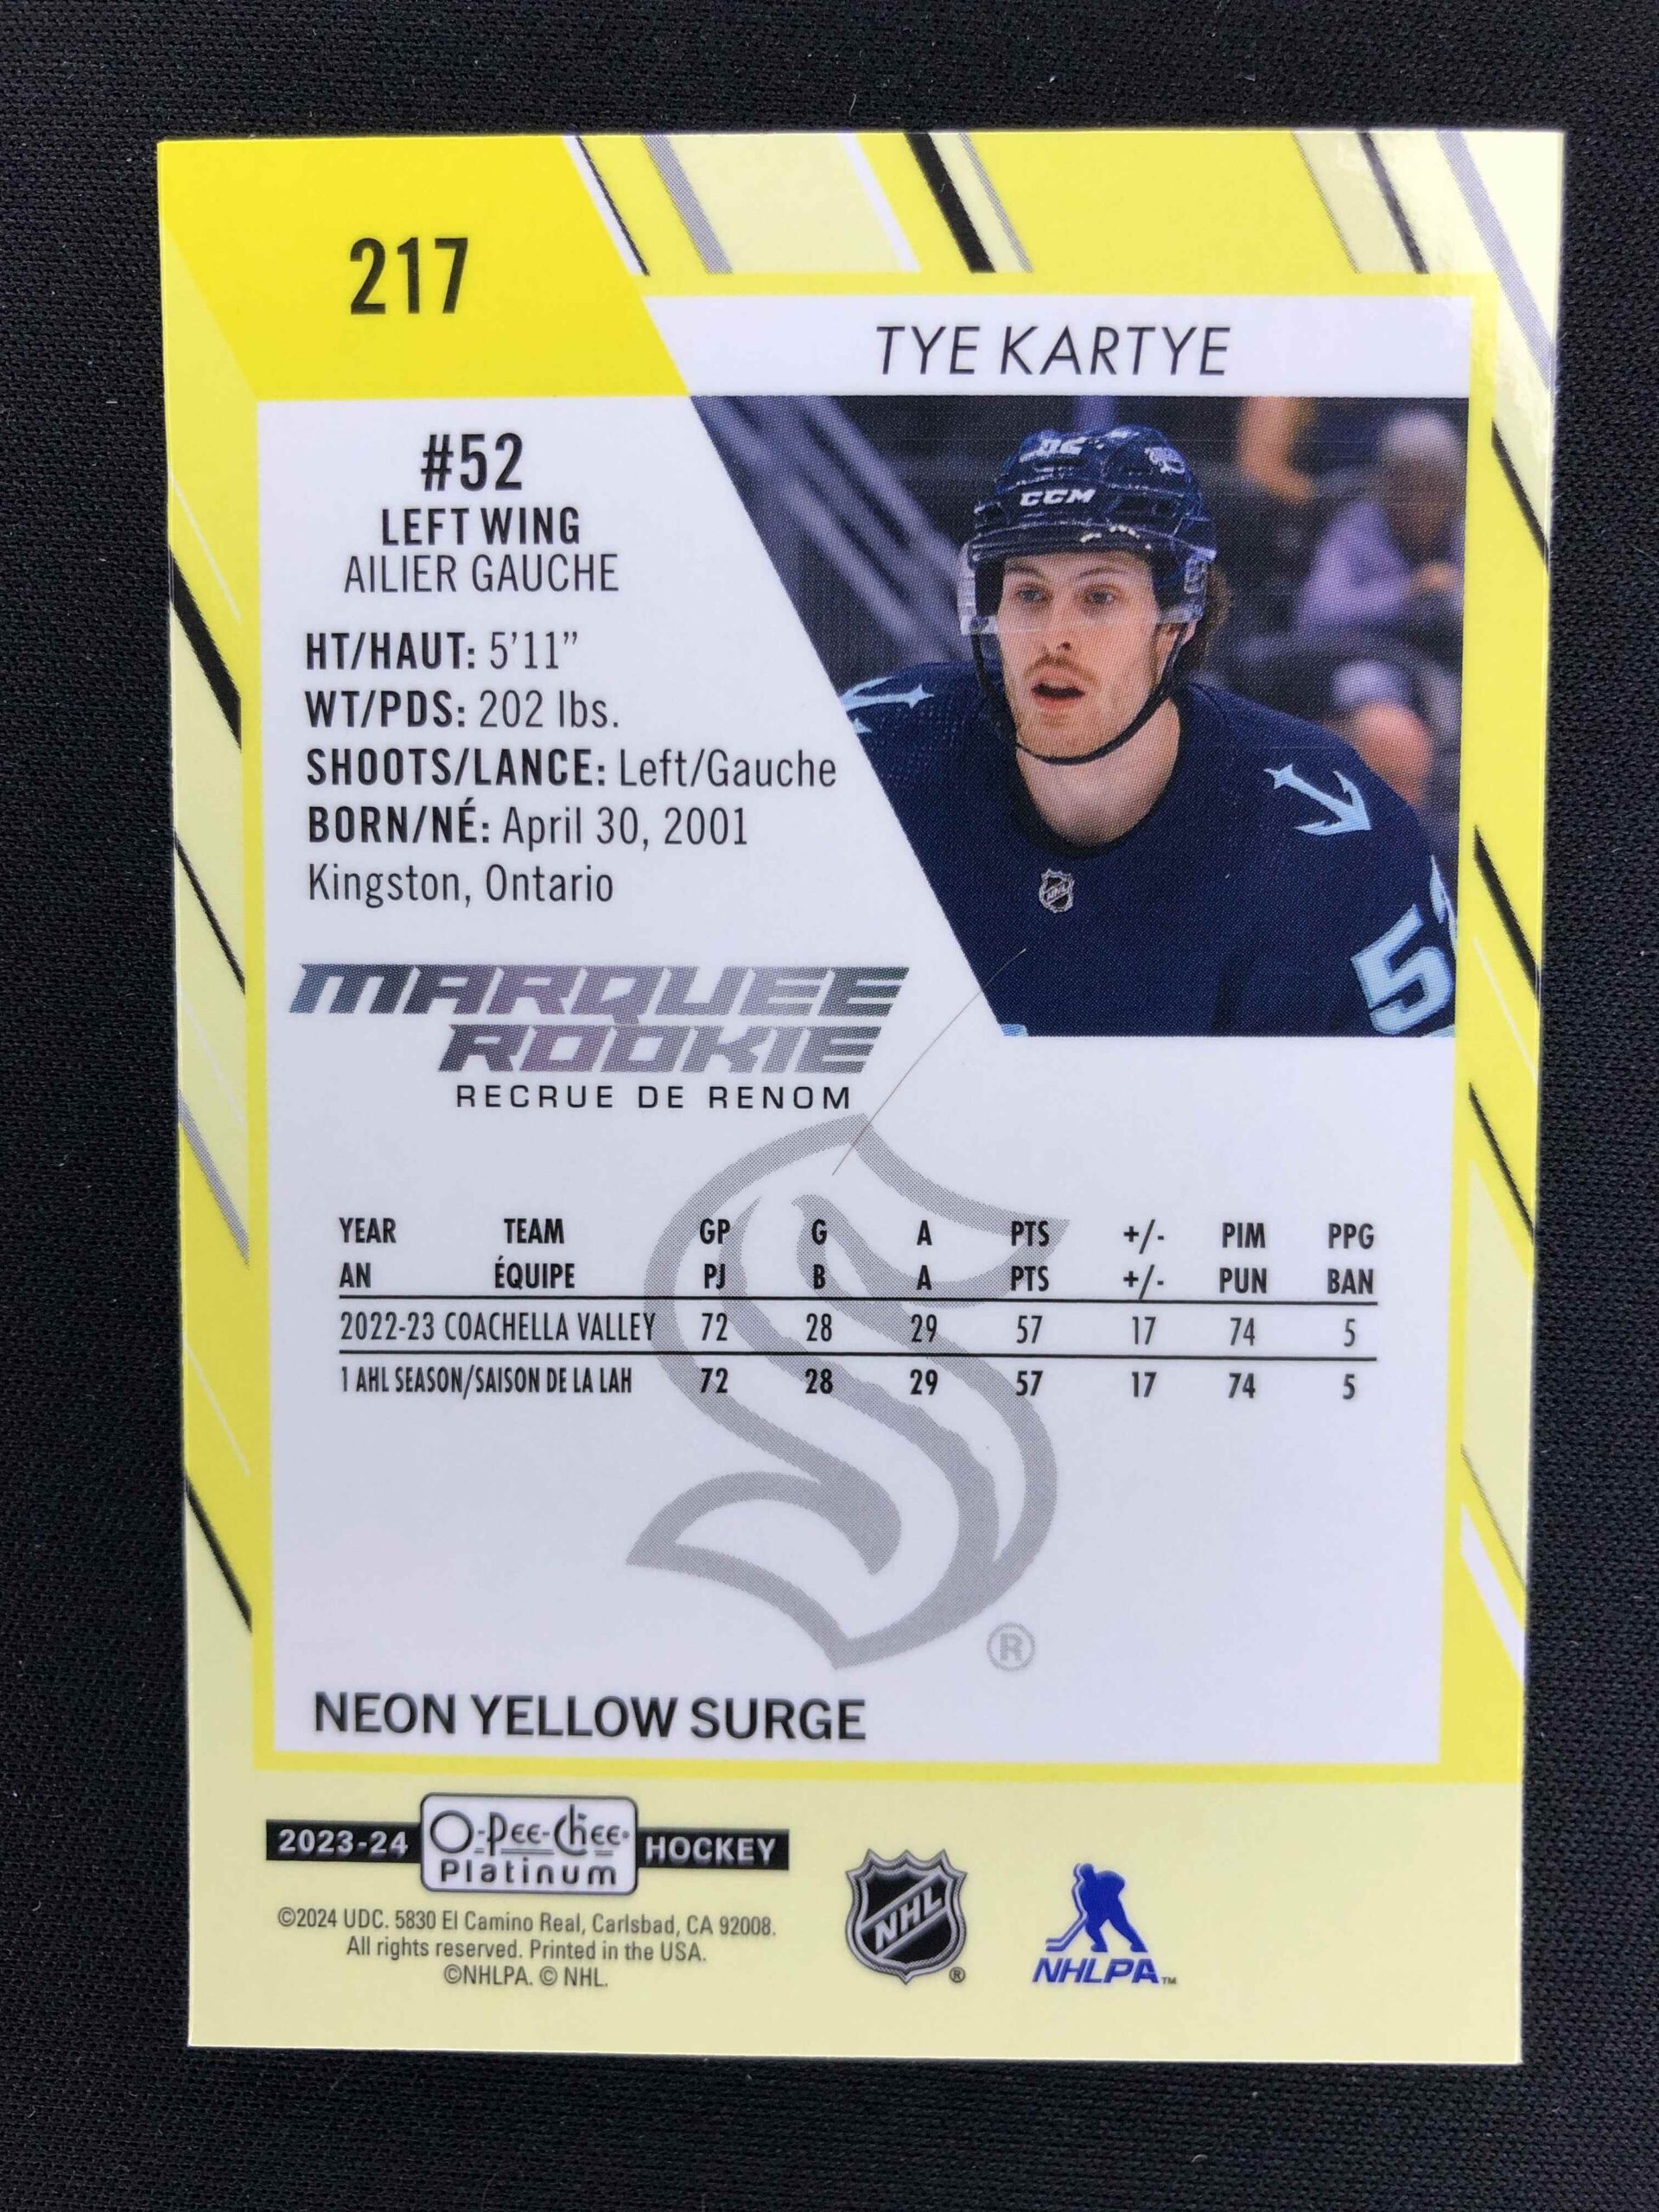 217
TYE KARTYE
#52
LEFT WING
AILIER GAUCHE
HT/HAUT: 5'11"
WT/PDS: 202 lbs.
SHOOTS/LANCE: Left/Gauche
BORN/NÉ: April 30, 2001
Kingston, Ontario
CCM
NHL
5
MARQUEE
ROOKIE
RECRUE DE RENOM
YEAR TEAM GP G A PTS +/- PIM PPG
AN ÉQUIPE PJ B A PTS +/- PUN BAN
2022-23 COACHELLA VALLEY 72 28 29 57 17 74 5
1 AHL SEASON/SAISON DE LA LAH 72 28 29 57 17 74 5
®
NEON YELLOW SURGE
2023-24 O-Pee-Chee Platinum HOCKEY
©2024 UDC. 5830 El Camino Real, Carlsbad, CA 92008.
All rights reserved. Printed in the USA.
©NHLPA. © NHL.
NHL ®
NHLPA™